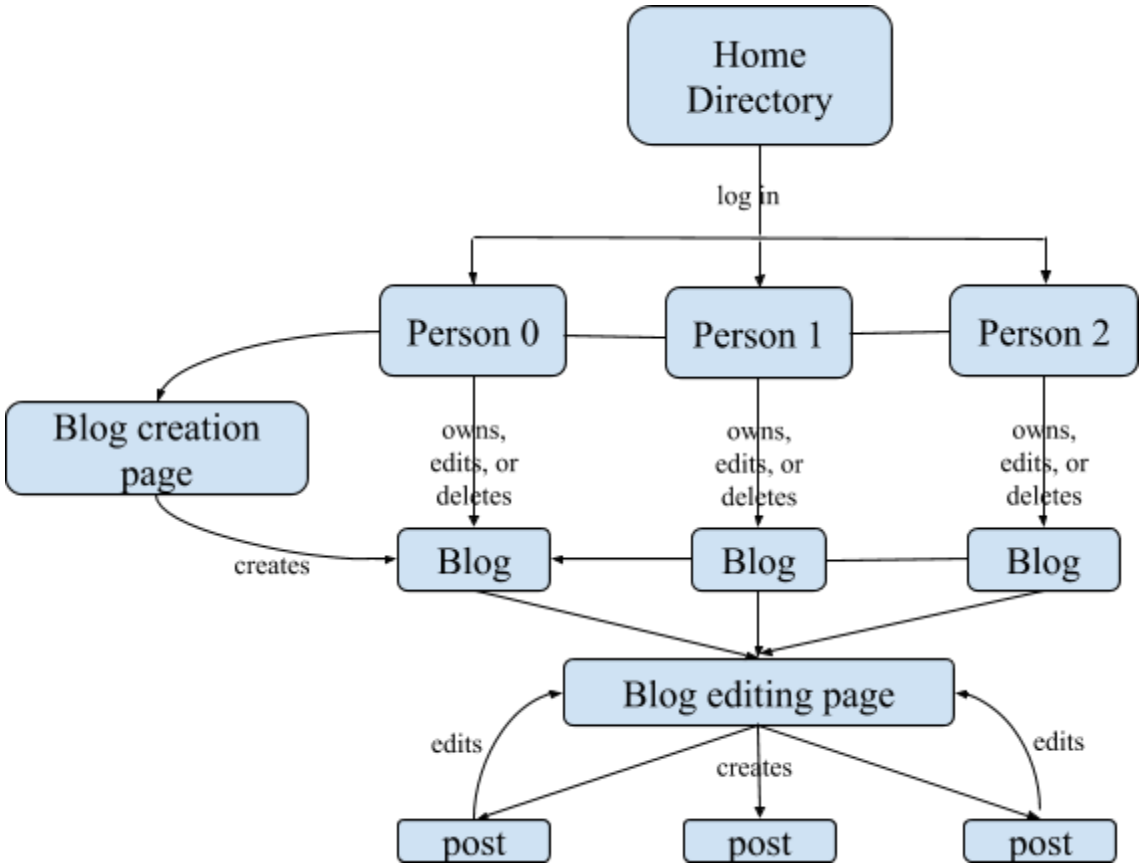 Home
Directory
log in
Person 0
Person 1
Person 2
Blog creation
page
owns,
edits, or
deletes
owns,
edits, or
deletes
owns,
edits, or
deletes
creates
Blog
Blog
Blog
Blog editing page
edits
creates
edits
post
post
post